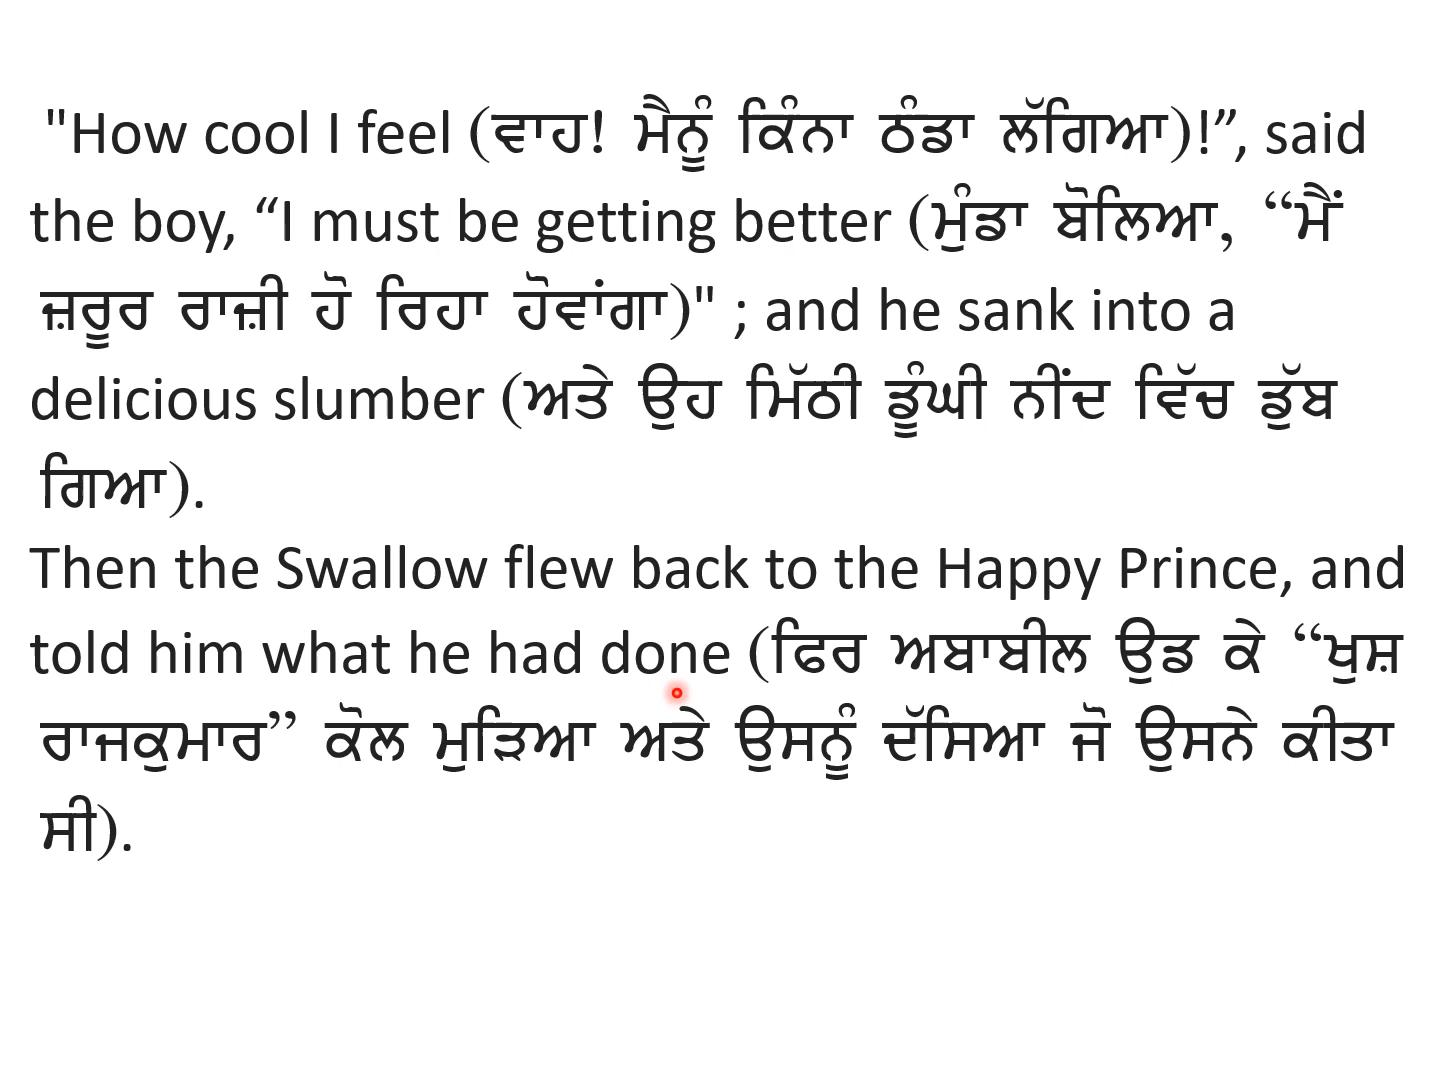 "How cool I feel (ਵਾਹ! ਮੈਨੂੰ ਕਿੰਨਾ ਠੰਡਾ ਲੱਗਿਆ)!”, said
the boy, “I must be getting better (ਮੁੰਡਾ ਬੋਲਿਆ, “ਮੈਂ
ਜ਼ਰੂਰ ਰਾਜ਼ੀ ਹੋ ਰਿਹਾ ਹੋਵਾਂਗਾ)" ; and he sank into a
delicious slumber (ਅਤੇ ਉਹ ਮਿੱਠੀ ਡੂੰਘੀ ਨੀਂਦ ਵਿੱਚ ਡੁੱਬ
ਗਿਆ).
Then the Swallow flew back to the Happy Prince, and
told him what he had done (ਫਿਰ ਅਬਾਬੀਲ ਉਡ ਕੇ “ਖੁਸ਼
ਰਾਜਕੁਮਾਰ” ਕੋਲ ਮੁੜਿਆ ਅਤੇ ਉਸਨੂੰ ਦੱਸਿਆ ਜੋ ਉਸਨੇ ਕੀਤਾ
ਸੀ).